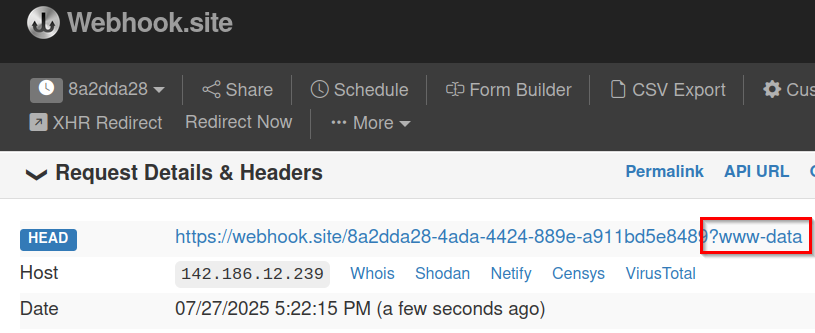 Webhook.site
8a2dda28 Share Schedule Form Builder CSV Export Cus
XHR Redirect Redirect Now ••• More
Request Details & Headers Permalink API URL
HEAD https://webhook.site/8a2dda28-4ada-4424-889e-a911bd5e8489?www-data
Host 142.186.12.239 Whois Shodan Netify Censys VirusTotal
Date 07/27/2025 5:22:15 PM (a few seconds ago)